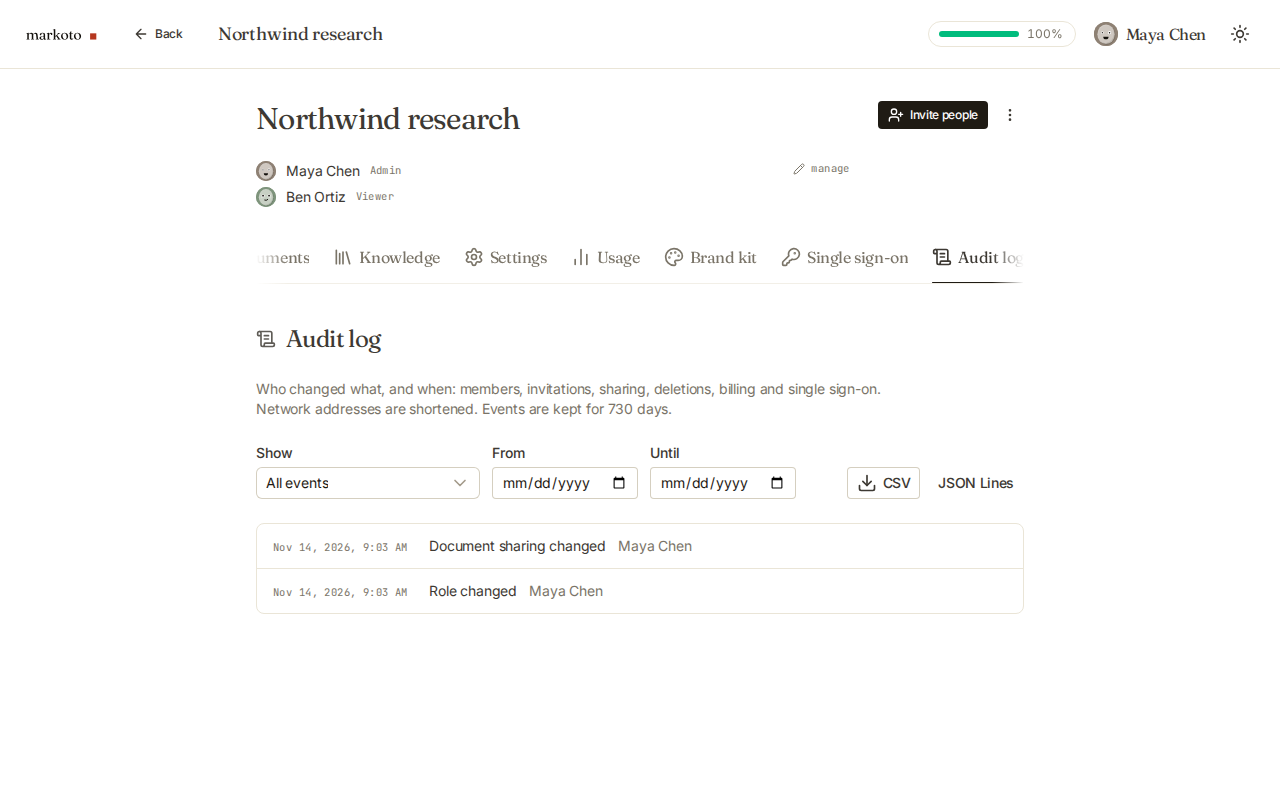 markoto
Back
Northwind research
100%
Maya Chen
Northwind research
Invite people
Maya Chen Admin
manage
Ben Ortiz Viewer
uments Knowledge Settings Usage Brand kit Single sign-on Audit log
Audit log
Who changed what, and when: members, invitations, sharing, deletions, billing and single sign-on.
Network addresses are shortened. Events are kept for 730 days.
Show From Until
All events mm/dd/yyyy mm/dd/yyyy CSV JSON Lines
Nov 14, 2026, 9:03 AM Document sharing changed Maya Chen
Nov 14, 2026, 9:03 AM Role changed Maya Chen